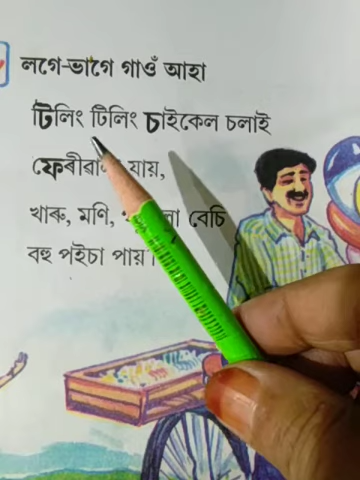 লগে-ভাগে গাওঁ আহা
টিলিং টিলিং চাইকেল চলাই
যায়,
খাৰু, মণি, বেচি
বহু পইচা পায়।